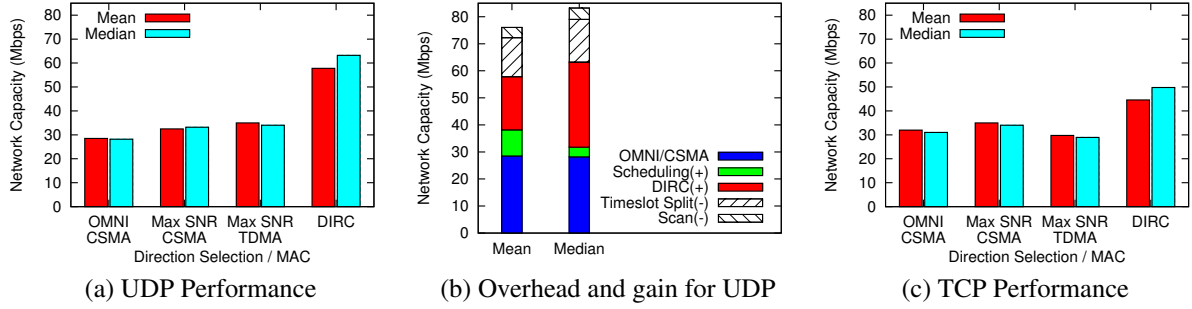 Network Capacity (Mbps)
80
70
60
50
40
30
20
10
0
Mean
Median
OMNI
CSMA
Max SNR
CSMA
Max SNR
TDMA
DIRC
Direction Selection / MAC
(a) UDP Performance
Network Capacity (Mbps)
80
70
60
50
40
30
20
10
0
OMNI/CSMA
Scheduling(+)
DIRC(+)
Timeslot Split(-)
Scan(-)
Mean
Median
(b) Overhead and gain for UDP
Network Capacity (Mbps)
80
70
60
50
40
30
20
10
0
Mean
Median
OMNI
CSMA
Max SNR
CSMA
Max SNR
TDMA
DIRC
Direction Selection / MAC
(c) TCP Performance